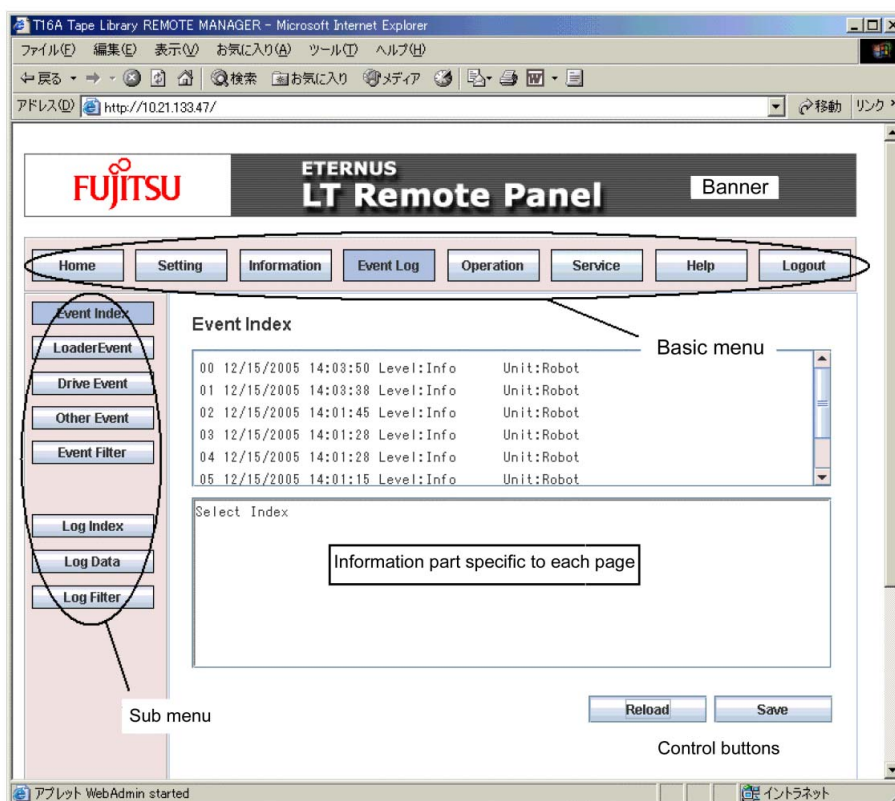 T16A Tape Library REMOTE MANAGER - Microsoft Internet Explorer
ファイル(F) 編集(E) 表示(V) お気に入り(A) ツール(T) ヘルプ(H)
戻る 検索 お気に入り メディア
アドレス(D) http://10.21.133.47/ 移動 リンク
FUJITSU
ETERNUS
LT Remote Panel
Banner
Home Setting Information Event Log Operation Service Help Logout
Event Index
LoaderEvent
Drive Event
Other Event
Event Filter
Log Index
Log Data
Log Filter
Sub menu
Event Index
Basic menu
00 12/15/2005 14:03:50 Level:Info Unit:Robot
01 12/15/2005 14:03:38 Level:Info Unit:Robot
02 12/15/2005 14:01:45 Level:Info Unit:Robot
03 12/15/2005 14:01:28 Level:Info Unit:Robot
04 12/15/2005 14:01:28 Level:Info Unit:Robot
05 12/15/2005 14:01:15 Level:Info Unit:Robot
Select Index
Information part specific to each page
Reload Save
Control buttons
アプレット WebAdmin started イントラネット